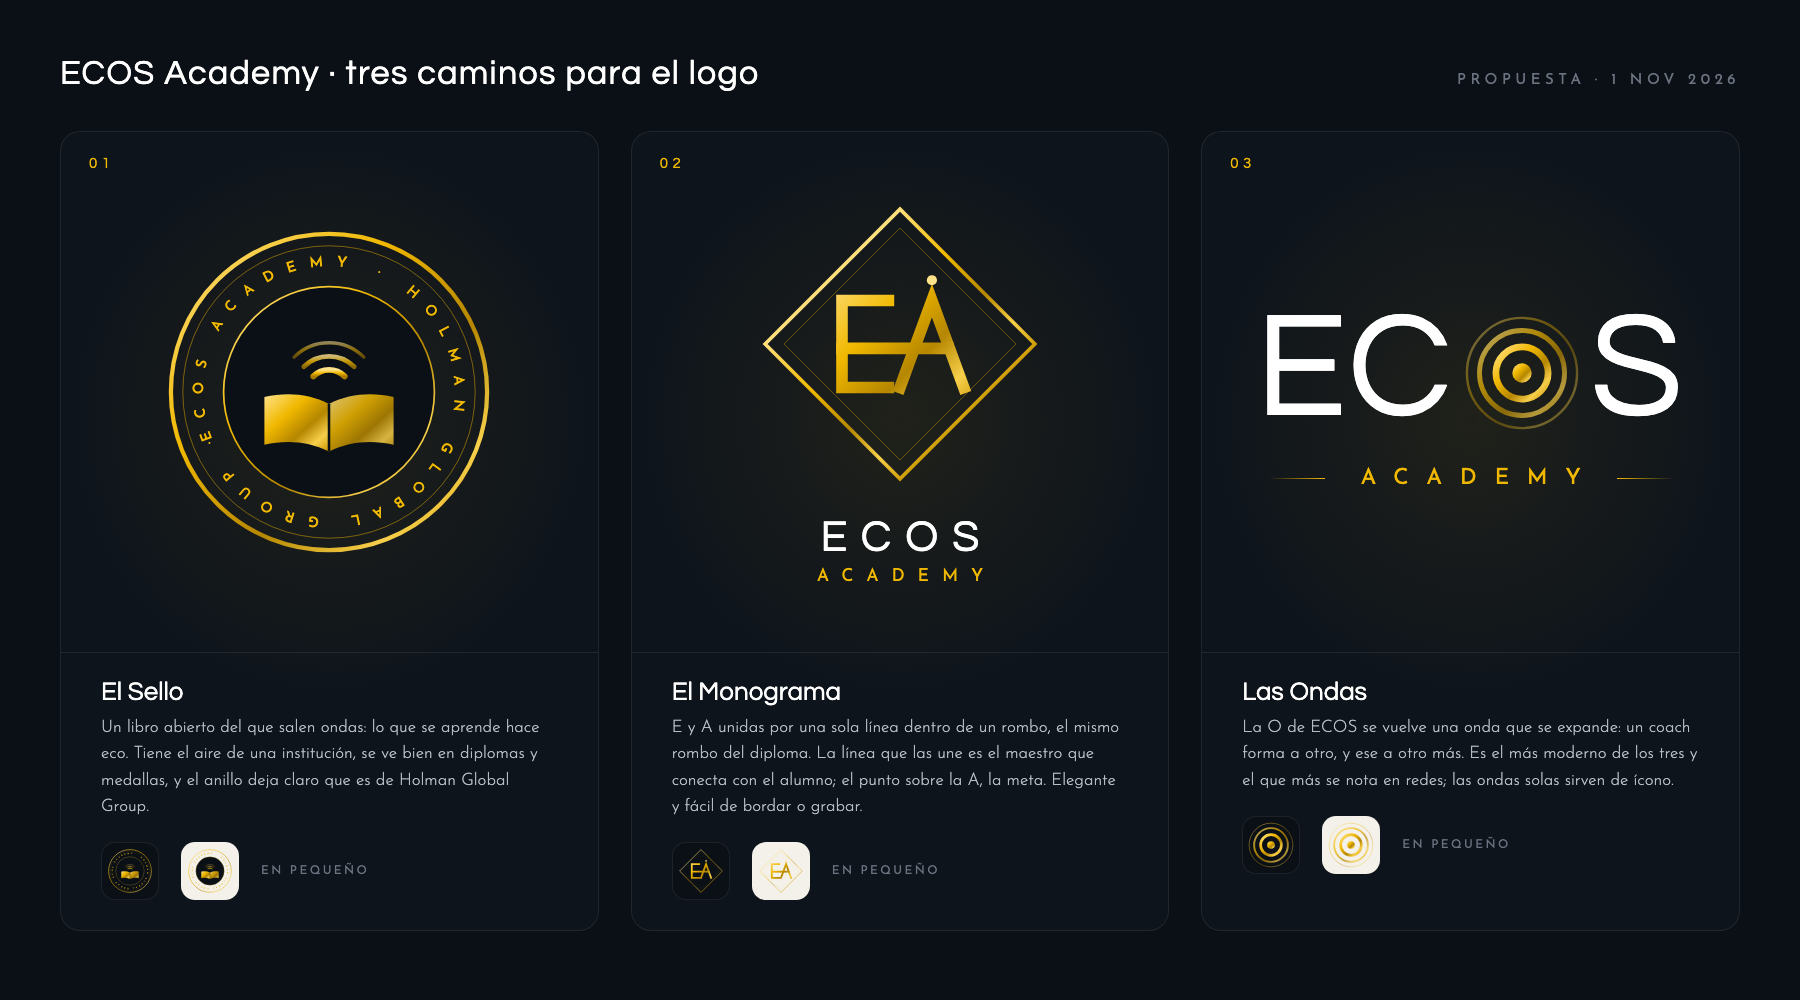 ECOS Academy · tres caminos para el logo
PROPUESTA · 1 NOV 2026
01
ECOS ACADEMY · HOLMAN GLOBAL GROUP ·
El Sello
Un libro abierto del que salen ondas: lo que se aprende hace
eco. Tiene el aire de una institución, se ve bien en diplomas y
medallas, y el anillo deja claro que es de Holman Global
Group.
EN PEQUEÑO
02
EA
ECOS
ACADEMY
El Monograma
E y A unidas por una sola línea dentro de un rombo, el mismo
rombo del diploma. La línea que las une es el maestro que
conecta con el alumno; el punto sobre la A, la meta. Elegante
y fácil de bordar o grabar.
EA
EA
EN PEQUEÑO
03
ECOS
ACADEMY
Las Ondas
La O de ECOS se vuelve una onda que se expande: un coach
forma a otro, y ese a otro más. Es el más moderno de los tres y
el que más se nota en redes; las ondas solas sirven de ícono.
EN PEQUEÑO